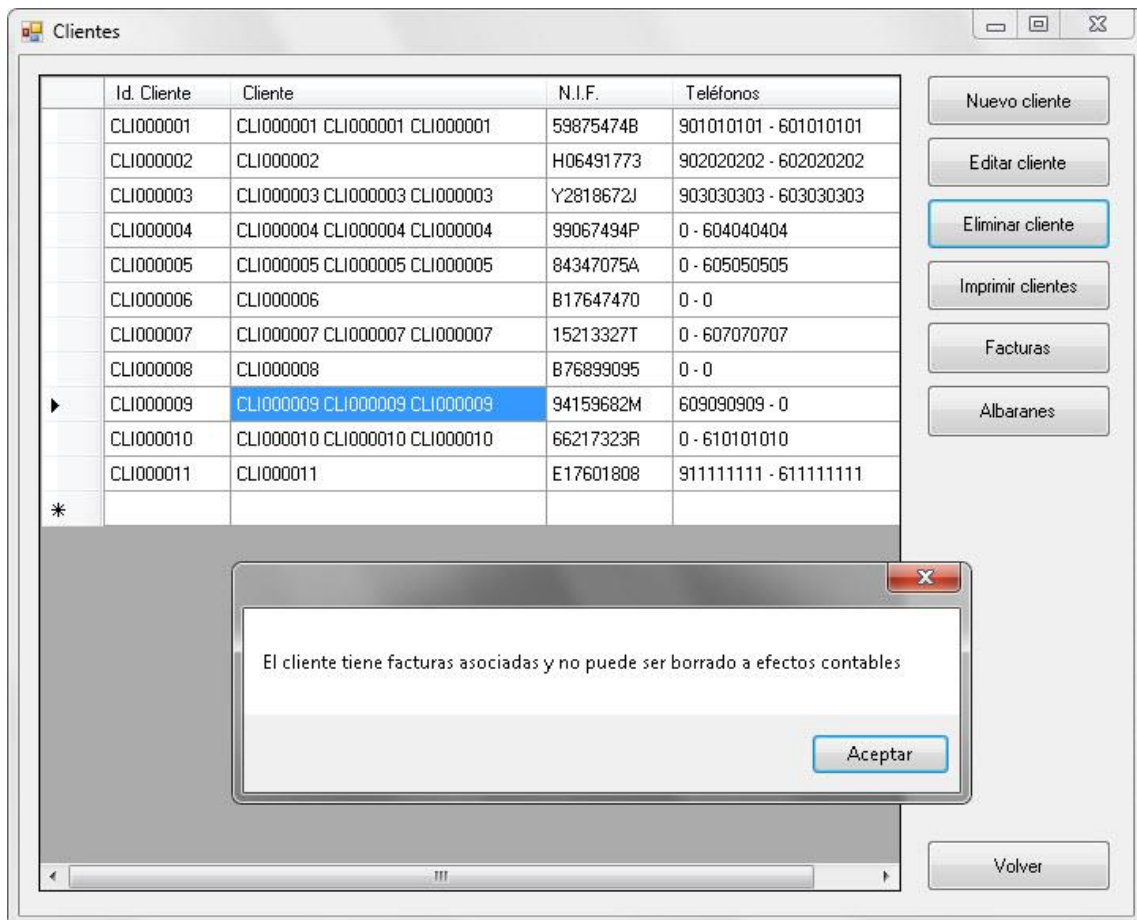 Clientes
Id. Cliente Cliente N.I.F. Teléfonos
CLI000001 CLI000001 CLI000001 CLI000001 59875474B 901010101 - 601010101
CLI000002 CLI000002 H06491773 902020202 - 602020202
CLI000003 CLI000003 CLI000003 CLI000003 Y2818672J 903030303 - 603030303
CLI000004 CLI000004 CLI000004 CLI000004 99067494P 0 - 604040404
CLI000005 CLI000005 CLI000005 CLI000005 84347075A 0 - 605050505
CLI000006 CLI000006 B17647470 0 - 0
CLI000007 CLI000007 CLI000007 CLI000007 15213327T 0 - 607070707
CLI000008 CLI000008 B76899095 0 - 0
CLI000009 CLI000009 CLI000009 CLI000009 94159682M 609090909 - 0
CLI000010 CLI000010 CLI000010 CLI000010 66217323R 0 - 610101010
CLI000011 CLI000011 E17601808 911111111 - 611111111
Nuevo cliente
Editar cliente
Eliminar cliente
Imprimir clientes
Facturas
Albaranes
El cliente tiene facturas asociadas y no puede ser borrado a efectos contables
Aceptar
Volver